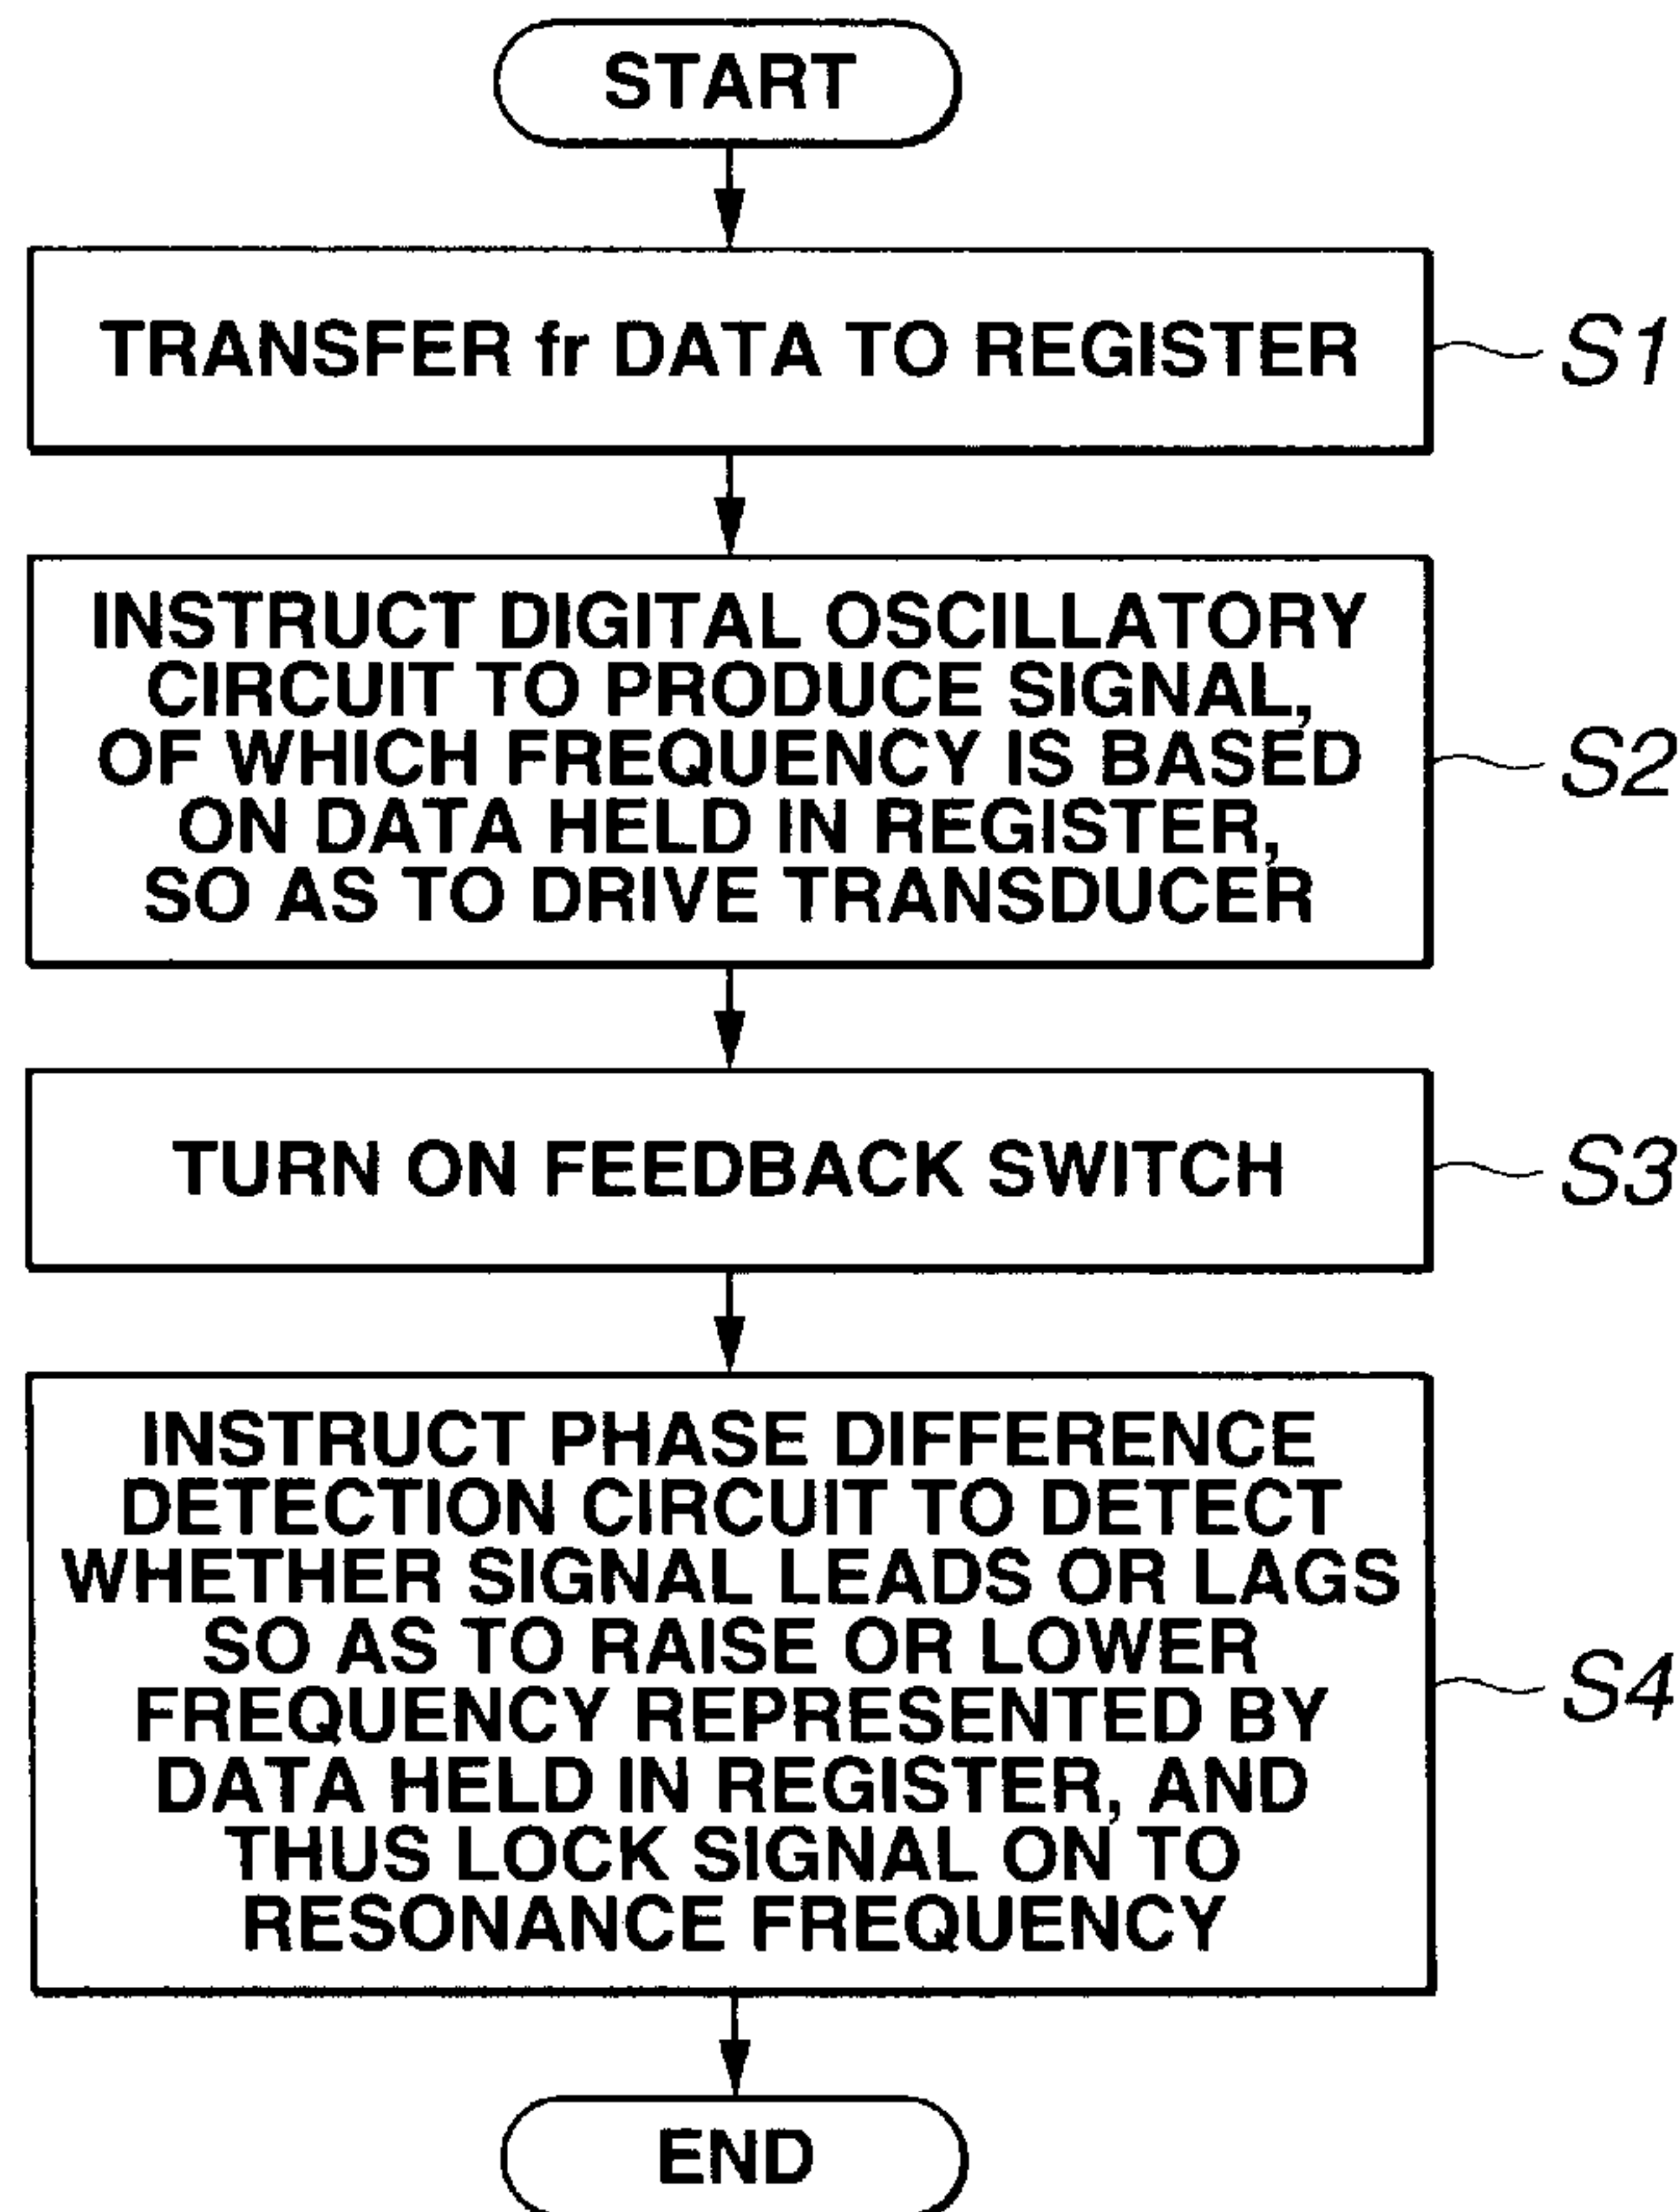 START
TRANSFER fr DATA TO REGISTER
S1
INSTRUCT DIGITAL OSCILLATORY
CIRCUIT TO PRODUCE SIGNAL,
OF WHICH FREQUENCY IS BASED
ON DATA HELD IN REGISTER,
SO AS TO DRIVE TRANSDUCER
S2
TURN ON FEEDBACK SWITCH
S3
INSTRUCT PHASE DIFFERENCE
DETECTION CIRCUIT TO DETECT
WHETHER SIGNAL LEADS OR LAGS
SO AS TO RAISE OR LOWER
FREQUENCY REPRESENTED BY
DATA HELD IN REGISTER, AND
THUS LOCK SIGNAL ON TO
RESONANCE FREQUENCY
S4
END